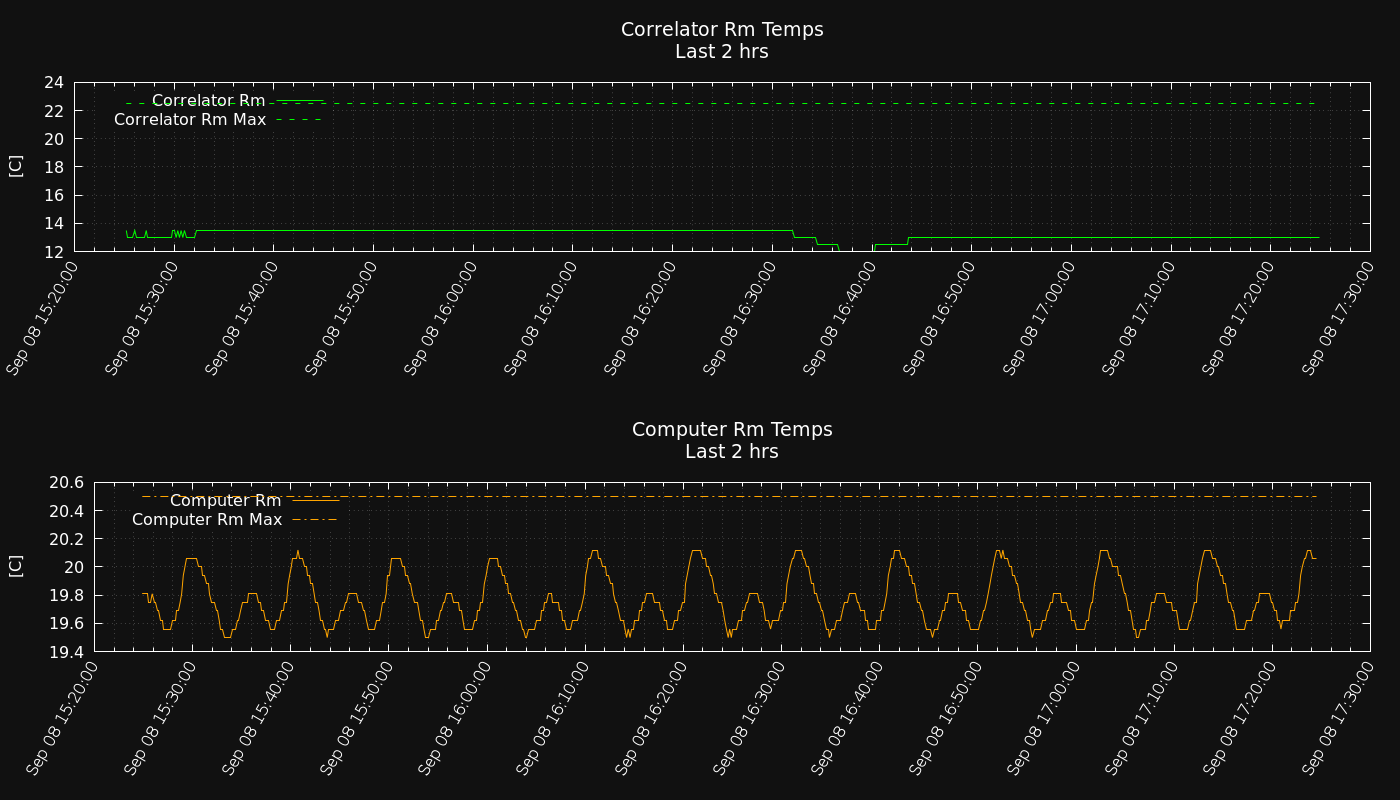 Correlator Rm Temps
Last 2 hrs
[C]
24
22
20
18
16
14
12
Correlator Rm
Correlator Rm Max
Sep 08 15:20:00
Sep 08 15:30:00
Sep 08 15:40:00
Sep 08 15:50:00
Sep 08 16:00:00
Sep 08 16:10:00
Sep 08 16:20:00
Sep 08 16:30:00
Sep 08 16:40:00
Sep 08 16:50:00
Sep 08 17:00:00
Sep 08 17:10:00
Sep 08 17:20:00
Sep 08 17:30:00
Computer Rm Temps
Last 2 hrs
[C]
20.6
20.4
20.2
20
19.8
19.6
19.4
Computer Rm
Computer Rm Max
Sep 08 15:20:00
Sep 08 15:30:00
Sep 08 15:40:00
Sep 08 15:50:00
Sep 08 16:00:00
Sep 08 16:10:00
Sep 08 16:20:00
Sep 08 16:30:00
Sep 08 16:40:00
Sep 08 16:50:00
Sep 08 17:00:00
Sep 08 17:10:00
Sep 08 17:20:00
Sep 08 17:30:00